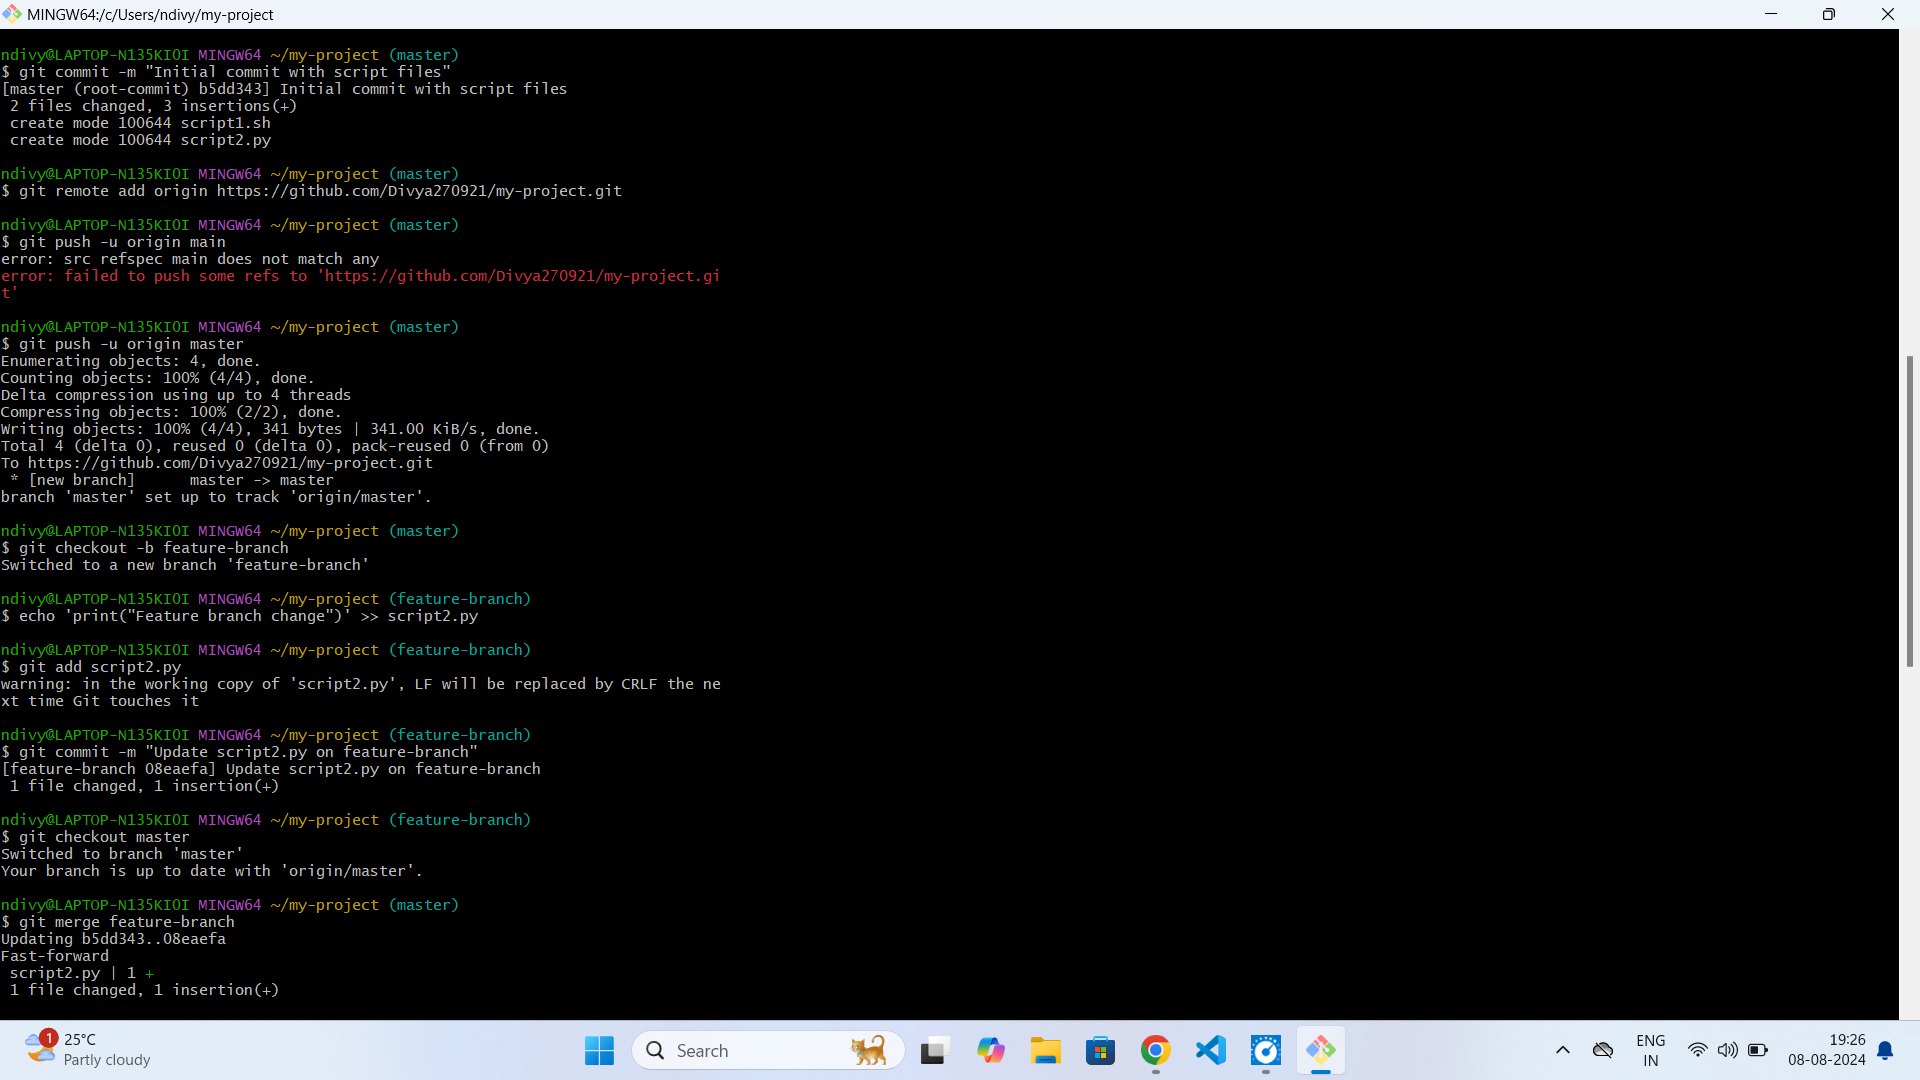 MINGW64:/c/Users/ndivy/my-project
ndivy@LAPTOP-N135KI0I MINGW64 ~/my-project (master)
$ git commit -m "Initial commit with script files"
[master (root-commit) b5dd343] Initial commit with script files
 2 files changed, 3 insertions(+)
 create mode 100644 script1.sh
 create mode 100644 script2.py
ndivy@LAPTOP-N135KI0I MINGW64 ~/my-project (master)
$ git remote add origin https://github.com/Divya270921/my-project.git
ndivy@LAPTOP-N135KI0I MINGW64 ~/my-project (master)
$ git push -u origin main
error: src refspec main does not match any
error: failed to push some refs to 'https://github.com/Divya270921/my-project.gi
t'
ndivy@LAPTOP-N135KI0I MINGW64 ~/my-project (master)
$ git push -u origin master
Enumerating objects: 4, done.
Counting objects: 100% (4/4), done.
Delta compression using up to 4 threads
Compressing objects: 100% (2/2), done.
Writing objects: 100% (4/4), 341 bytes | 341.00 KiB/s, done.
Total 4 (delta 0), reused 0 (delta 0), pack-reused 0 (from 0)
To https://github.com/Divya270921/my-project.git
 * [new branch]      master -> master
branch 'master' set up to track 'origin/master'.
ndivy@LAPTOP-N135KI0I MINGW64 ~/my-project (master)
$ git checkout -b feature-branch
Switched to a new branch 'feature-branch'
ndivy@LAPTOP-N135KI0I MINGW64 ~/my-project (feature-branch)
$ echo 'print("Feature branch change")' >> script2.py
ndivy@LAPTOP-N135KI0I MINGW64 ~/my-project (feature-branch)
$ git add script2.py
warning: in the working copy of 'script2.py', LF will be replaced by CRLF the ne
xt time Git touches it
ndivy@LAPTOP-N135KI0I MINGW64 ~/my-project (feature-branch)
$ git commit -m "Update script2.py on feature-branch"
[feature-branch 08eaefa] Update script2.py on feature-branch
 1 file changed, 1 insertion(+)
ndivy@LAPTOP-N135KI0I MINGW64 ~/my-project (feature-branch)
$ git checkout master
Switched to branch 'master'
Your branch is up to date with 'origin/master'.
ndivy@LAPTOP-N135KI0I MINGW64 ~/my-project (master)
$ git merge feature-branch
Updating b5dd343..08eaefa
Fast-forward
 script2.py | 1 +
 1 file changed, 1 insertion(+)
1
25°C
Partly cloudy
Search
ENG
IN
19:26
08-08-2024